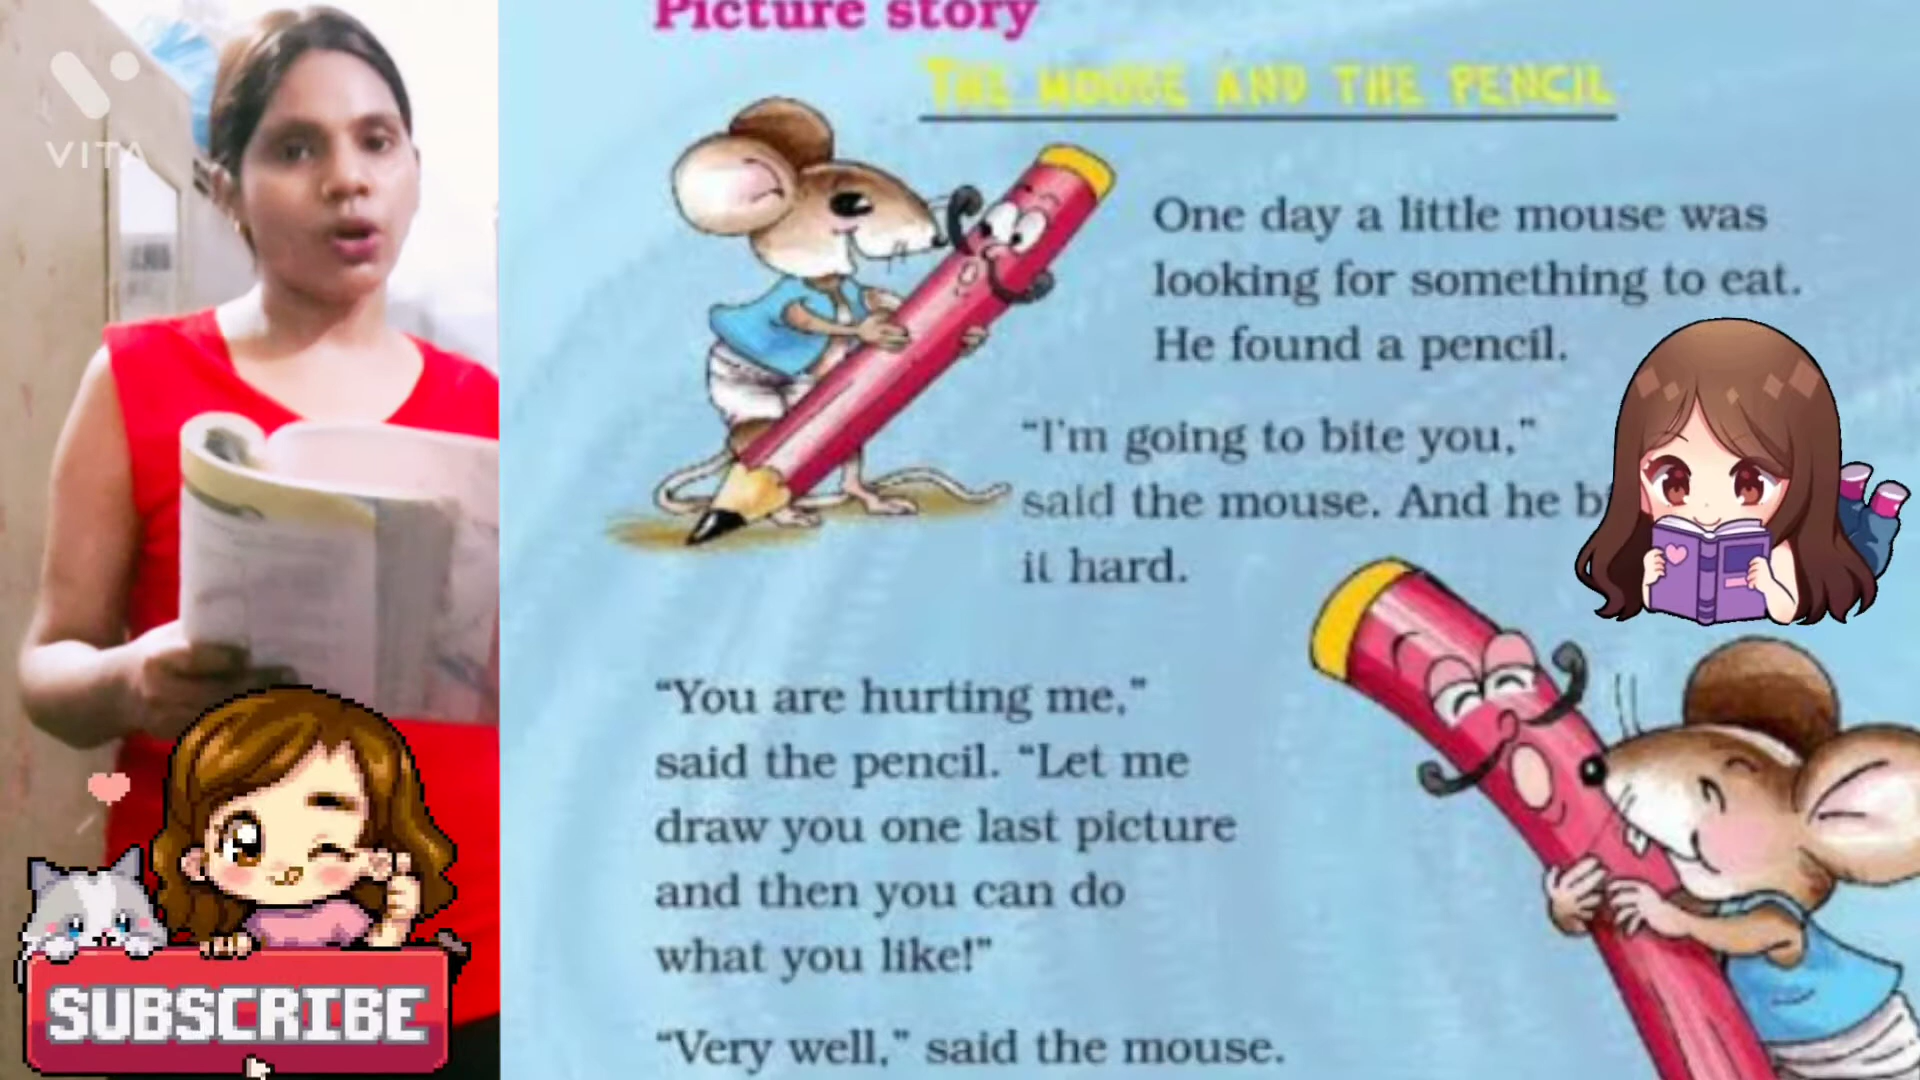 VITA
Picture story
THE MOUSE AND THE PENCIL
One day a little mouse was
looking for something to eat.
He found a pencil.
"I'm going to bite you,"
said the mouse. And he
it hard.
"You are hurting me,"
said the pencil. "Let me
draw you one last picture
and then you can do
what you like!"
"Very well," said the mouse.
SUBSCRIBE